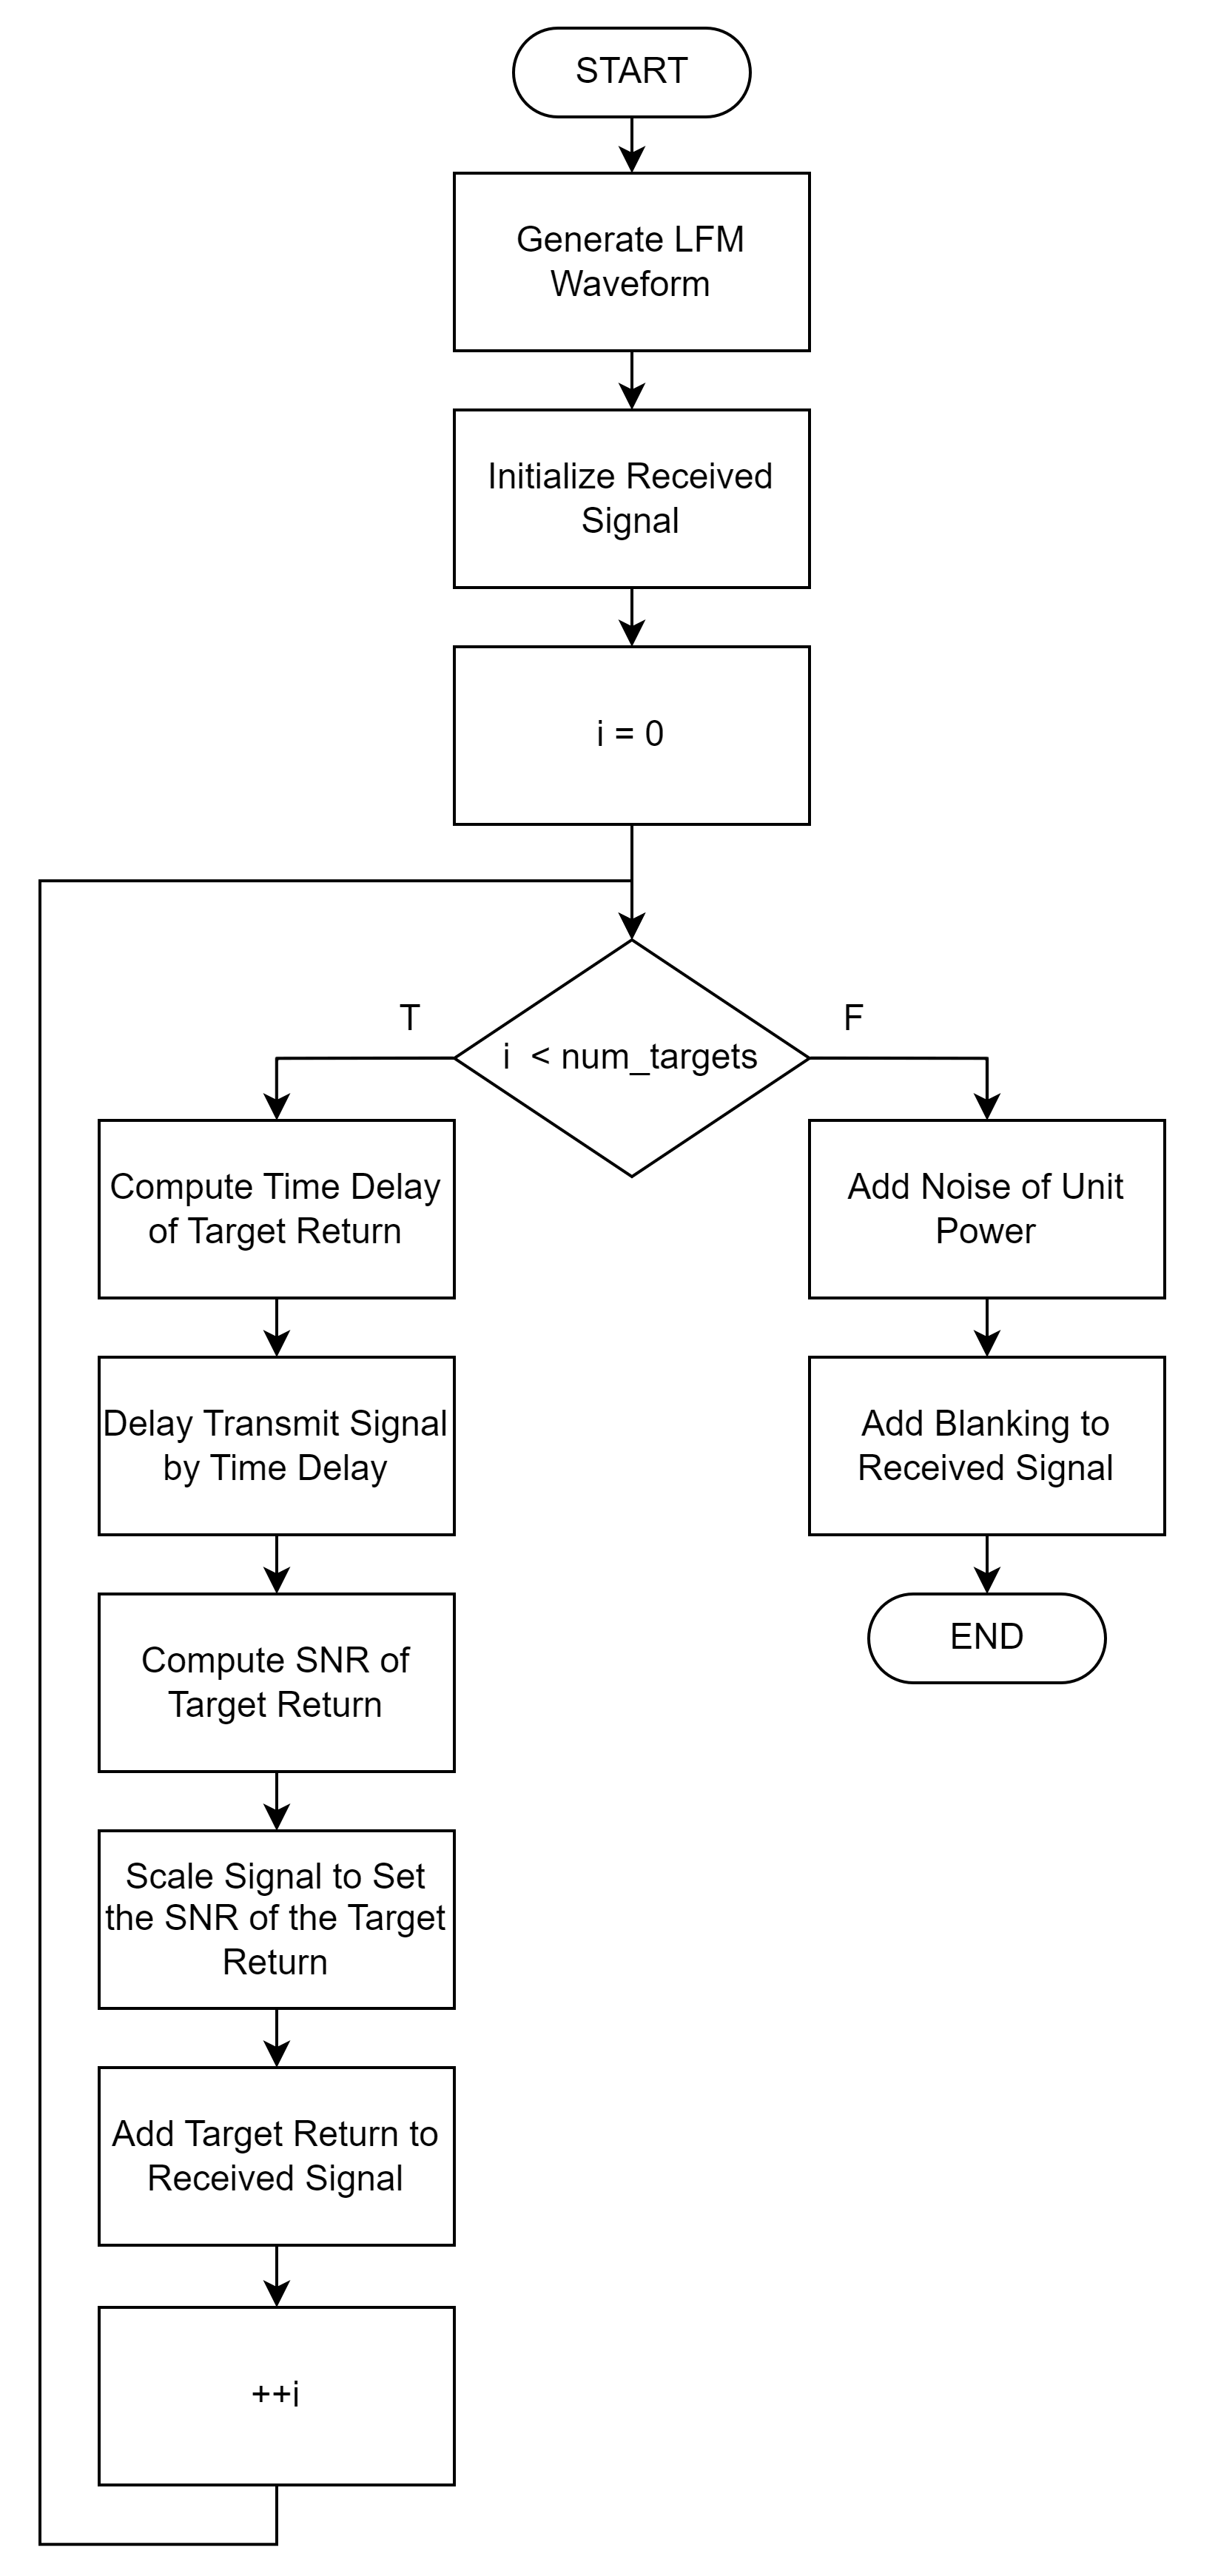 START
Generate LFM
Waveform
Initialize Received
Signal
i = 0
T
F
i  < num_targets
Compute Time Delay
of Target Return
Delay Transmit Signal
by Time Delay
Compute SNR of
Target Return
Scale Signal to Set
the SNR of the Target
Return
Add Target Return to
Received Signal
++i
Add Noise of Unit
Power
Add Blanking to
Received Signal
END